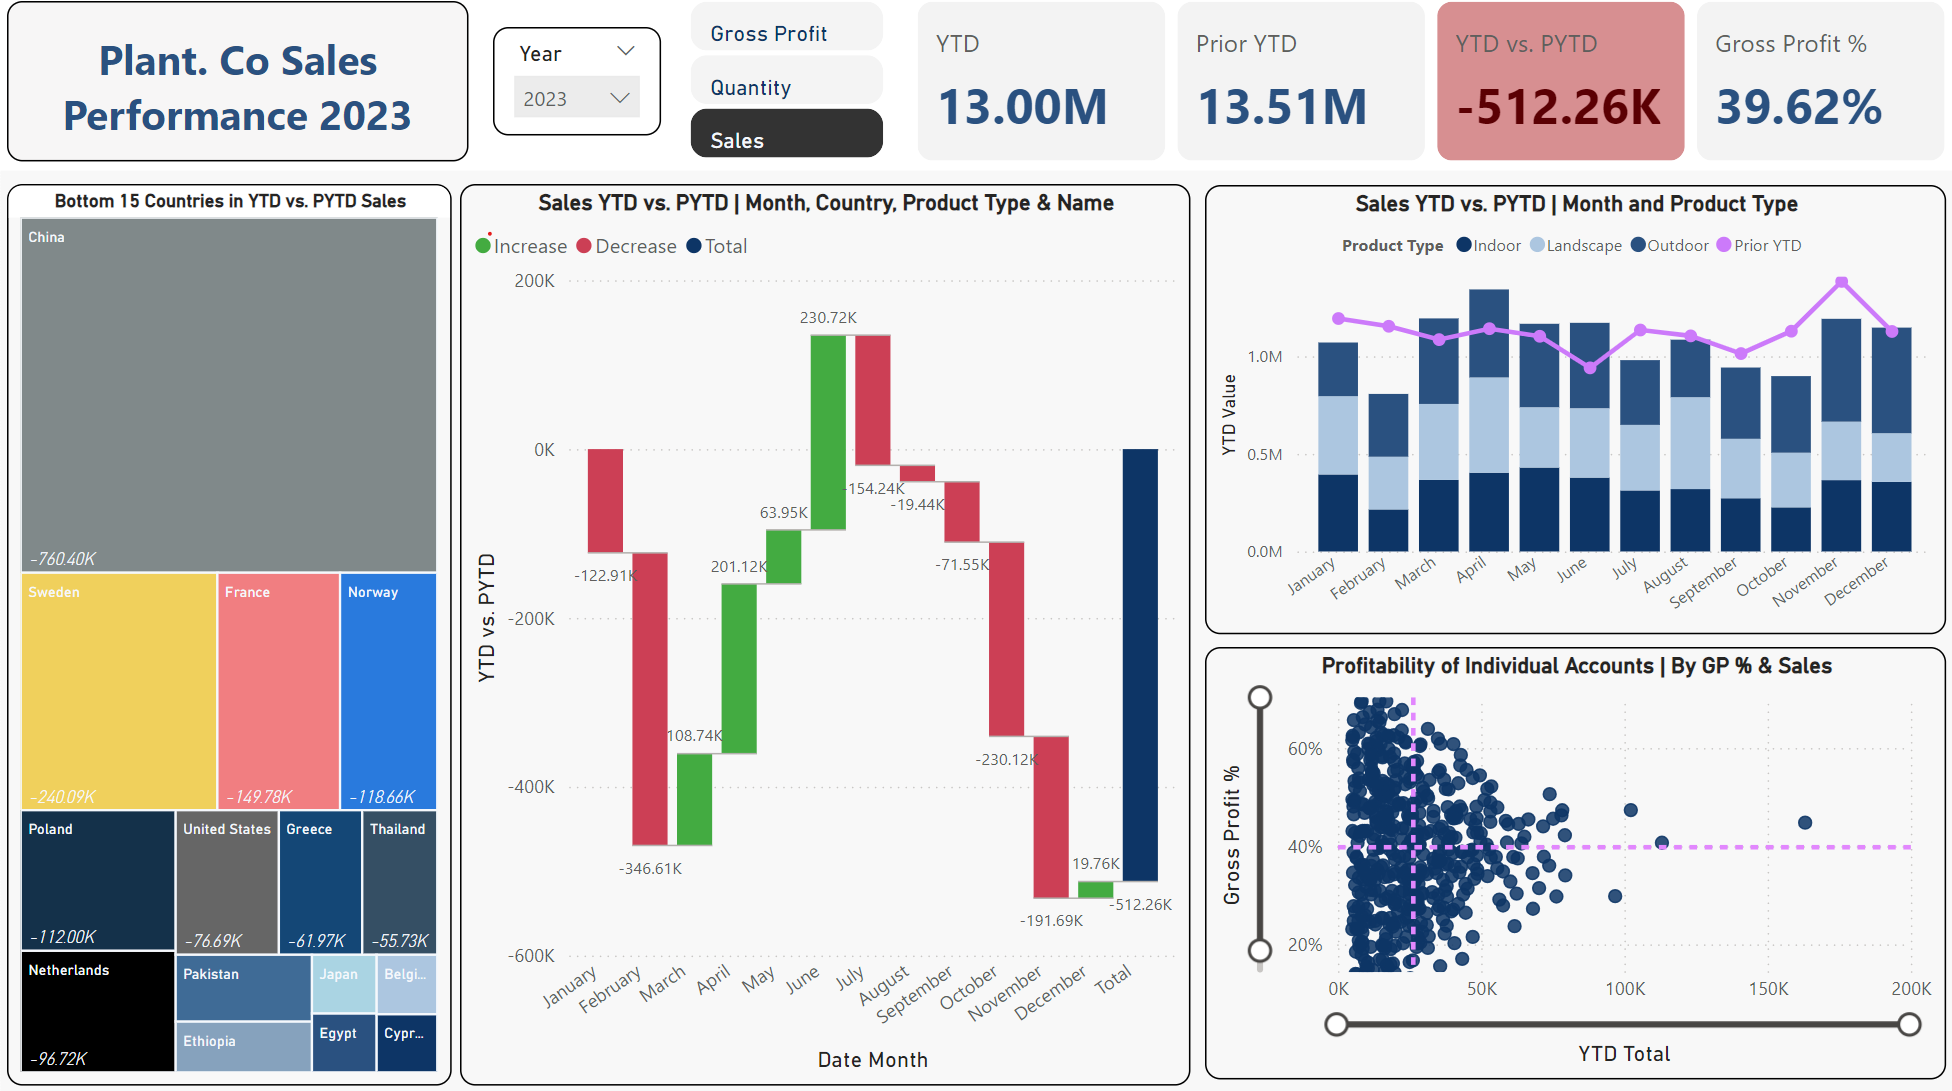 Plant. Co Sales
Performance 2023
Year
2023
Gross Profit
Quantity
Sales
YTD
13.00M
Prior YTD
13.51M
YTD vs. PYTD
-512.26K
Gross Profit %
39.62%
Bottom 15 Countries in YTD vs. PYTD Sales
China
-760.40K
Sweden
-240.09K
France
-149.78K
Norway
-118.66K
Poland
-112.00K
United States
-76.69K
Greece
-61.97K
Thailand
-55.73K
Netherlands
-96.72K
Pakistan
Ethiopia
Japan
Belgi...
Egypt
Cypr...
Sales YTD vs. PYTD | Month, Country, Product Type & Name
Increase Decrease Total
YTD vs. PYTD
200K
0K
-200K
-400K
-600K
-122.91K
-346.61K
108.74K
201.12K
63.95K
230.72K
-154.24K
-19.44K
-71.55K
-230.12K
-191.69K
19.76K
-512.26K
January
February
March
April
May
June
July
August
September
October
November
December
Total
Date Month
Sales YTD vs. PYTD | Month and Product Type
Product Type Indoor Landscape Outdoor Prior YTD
YTD Value
1.0M
0.5M
0.0M
January
February
March
April
May
June
July
August
September
October
November
December
Profitability of Individual Accounts | By GP % & Sales
Gross Profit %
60%
40%
20%
0K
50K
100K
150K
200K
YTD Total